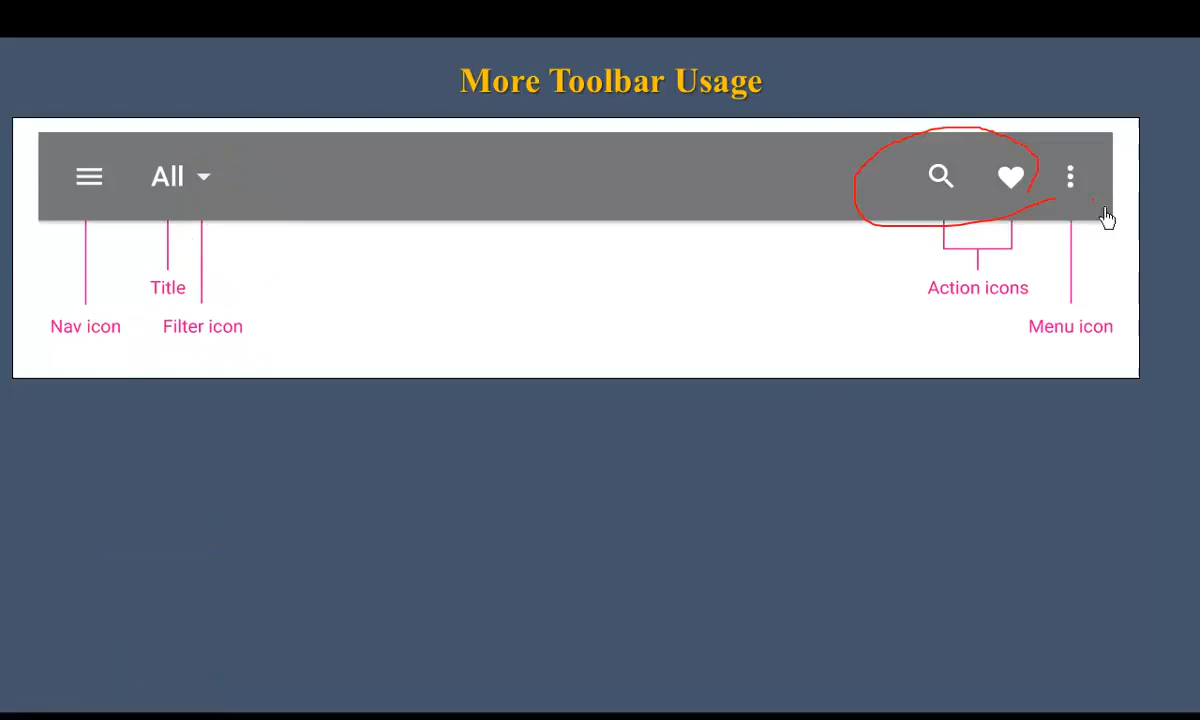 More Toolbar Usage
All
Title
Action icons
Nav icon
Filter icon
Menu icon